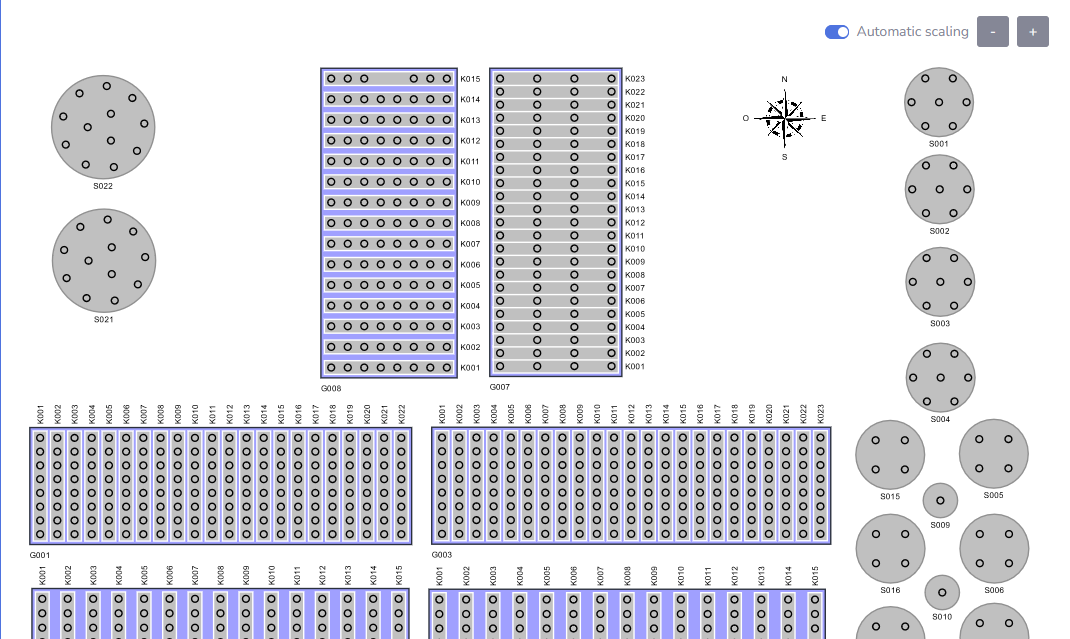 Automatic scaling - +
N
O E
S
S022
S021
K015
K014
K013
K012
K011
K010
K009
K008
K007
K006
K005
K004
K003
K002
K001
G008
K023
K022
K021
K020
K019
K018
K017
K016
K015
K014
K013
K012
K011
K010
K009
K008
K007
K006
K005
K004
K003
K002
K001
G007
S001
S002
S003
S004
S015 S005
S009
S016 S006
S010
K001 K002 K003 K004 K005 K006 K007 K008 K009 K010 K011 K012 K013 K014 K015 K016 K017 K018 K019 K020 K021 K022
G001
K001 K002 K003 K004 K005 K006 K007 K008 K009 K010 K011 K012 K013 K014 K015 K016 K017 K018 K019 K020 K021 K022 K023
G003
K001 K002 K003 K004 K005 K006 K007 K008 K009 K010 K011 K012 K013 K014 K015
K001 K002 K003 K004 K005 K006 K007 K008 K009 K010 K011 K012 K013 K014 K015